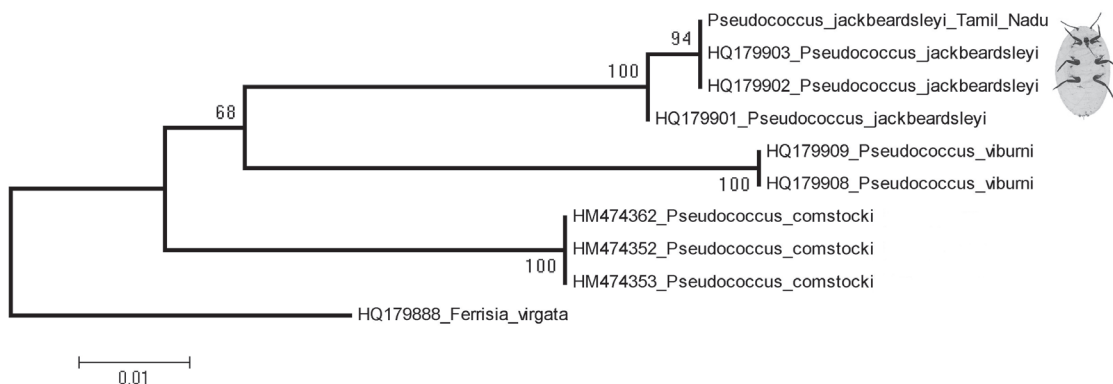 Pseudococcus_jackbeardsleyi_Tamil_Nadu
94
HQ179903_Pseudococcus_jackbeardsleyi
100
HQ179902_Pseudococcus_jackbeardsleyi
68
HQ179901_Pseudococcus_jackbeardsleyi
HQ179909_Pseudococcus_viburni
100
HQ179908_Pseudococcus_viburni
HM474362_Pseudococcus_comstocki
HM474352_Pseudococcus_comstocki
100
HM474353_Pseudococcus_comstocki
HQ179888_Ferrisia_virgata
0.01